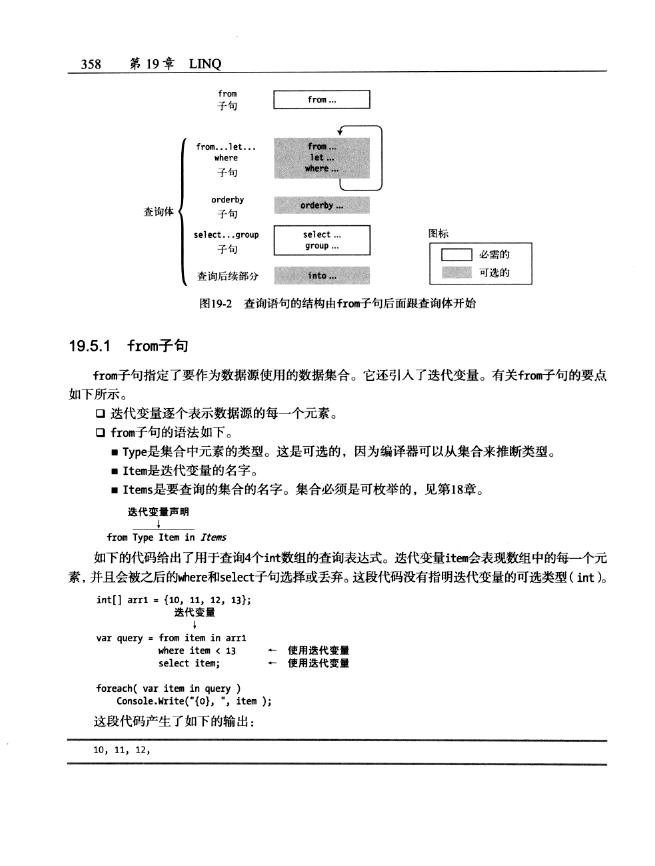 358 第 19 章 LINQ
from
子句
from …
from...let...
where
子句
from …
let …
where …
orderby
子句
orderby …
查询体
select...group
子句
select …
group …
查询后续部分
into …
图标
必需的
可选的
图19-2 查询语句的结构由from子句后面跟查询体开始
19.5.1 from子句
from子句指定了要作为数据源使用的数据集合。它还引入了迭代变量。有关from子句的要点
如下所示。
❑ 迭代变量逐个表示数据源的每一个元素。
❑ from子句的语法如下。
■ Type是集合中元素的类型。这是可选的，因为编译器可以从集合来推断类型。
■ Item是迭代变量的名字。
■ Items是要查询的集合的名字。集合必须是可枚举的，见第18章。
迭代变量声明
↓
from Type Item in Items
如下的代码给出了用于查询4个int数组的查询表达式。迭代变量item会表现数组中的每一个元
素，并且会被之后的where和select子句选择或丢弃。这段代码没有指明迭代变量的可选类型（int）。
int[] arr1 = {10, 11, 12, 13};
迭代变量
↓
var query = from item in arr1
where item < 13 ← 使用迭代变量
select item; ← 使用迭代变量
foreach( var item in query )
Console.Write("{0}, ", item );
这段代码产生了如下的输出：
10, 11, 12,